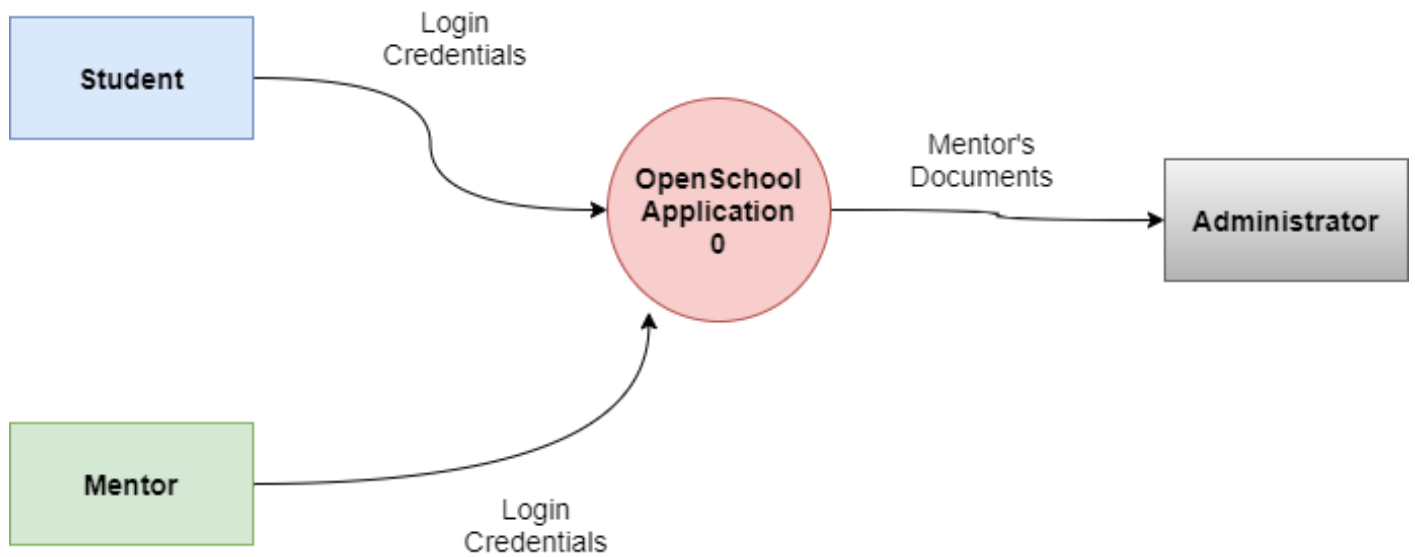 Login
Credentials
Student
OpenSchool
Application
0
Mentor's
Documents
Administrator
Mentor
Login
Credentials